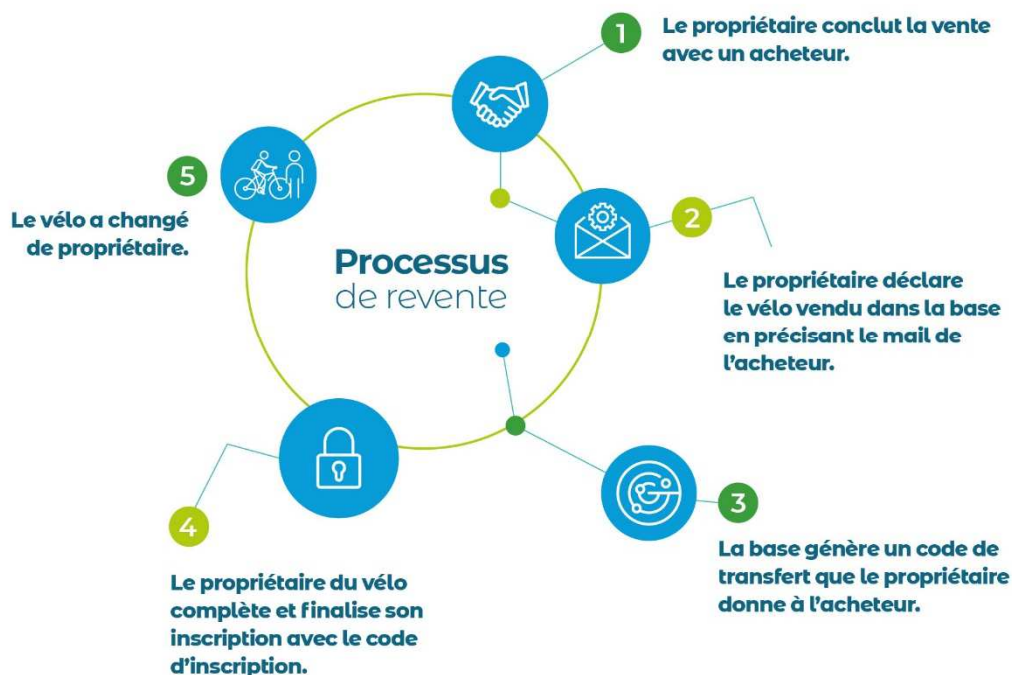 Processus
de revente
1
Le propriétaire conclut la vente
avec un acheteur.
2
Le propriétaire déclare
le vélo vendu dans la base
en précisant le mail de
l’acheteur.
3
La base génère un code de
transfert que le propriétaire
donne à l’acheteur.
4
Le propriétaire du vélo
complète et finalise son
inscription avec le code
d’inscription.
5
Le vélo a changé
de propriétaire.